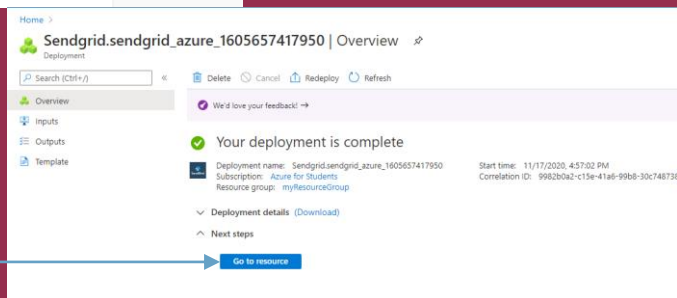 Home >
Sendgrid.sendgrid_azure_1605657417950 | Overview
Deployment
Search (Ctrl+/) «
Delete Cancel Redeploy Refresh
Overview
Inputs
Outputs
Template
We'd love your feedback! →
Your deployment is complete
Deployment name: Sendgrid.sendgrid_azure_1605657417950 Start time: 11/17/2020, 4:57:02 PM
Subscription: Azure for Students Correlation ID: 9982b0a2-c15e-41a6-99b8-30c748738
Resource group: myResourceGroup
Deployment details (Download)
Next steps
Go to resource